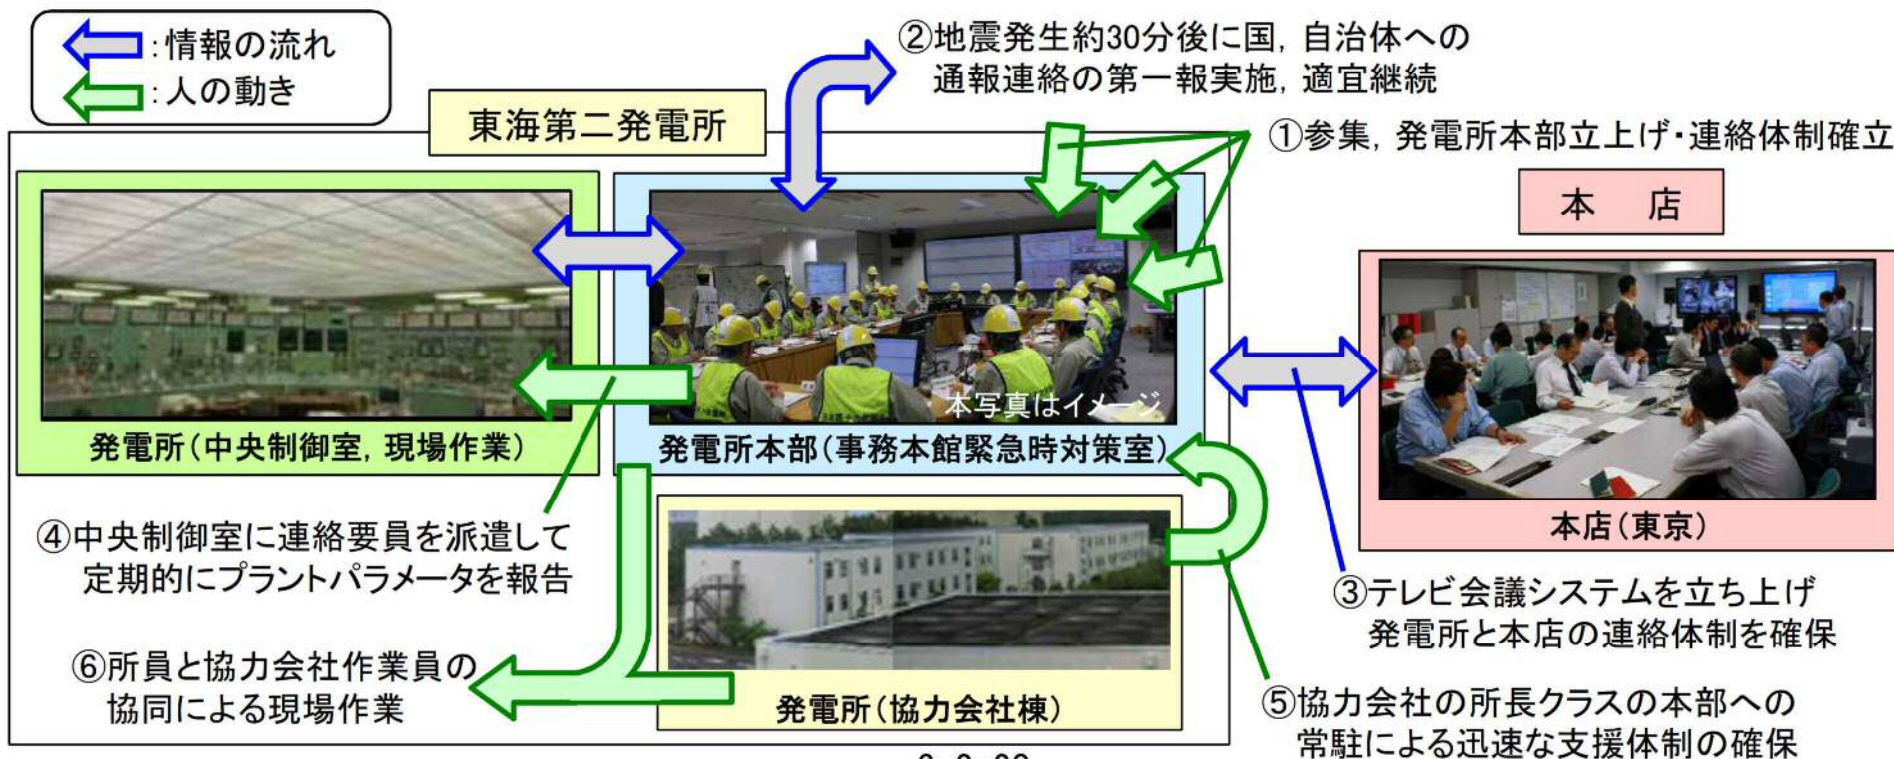 :情報の流れ
:人の動き
②地震発生約30分後に国，自治体への
通報連絡の第一報実施，適宜継続
東海第二発電所
①参集，発電所本部立上げ・連絡体制確立
本　店
本写真はイメージ
発電所（中央制御室，現場作業）
発電所本部（事務本館緊急時対策室）
本店（東京）
④中央制御室に連絡要員を派遣して
定期的にプラントパラメータを報告
③テレビ会議システムを立ち上げ
発電所と本店の連絡体制を確保
⑥所員と協力会社作業員の
協同による現場作業
発電所（協力会社棟）
⑤協力会社の所長クラスの本部への
常駐による迅速な支援体制の確保